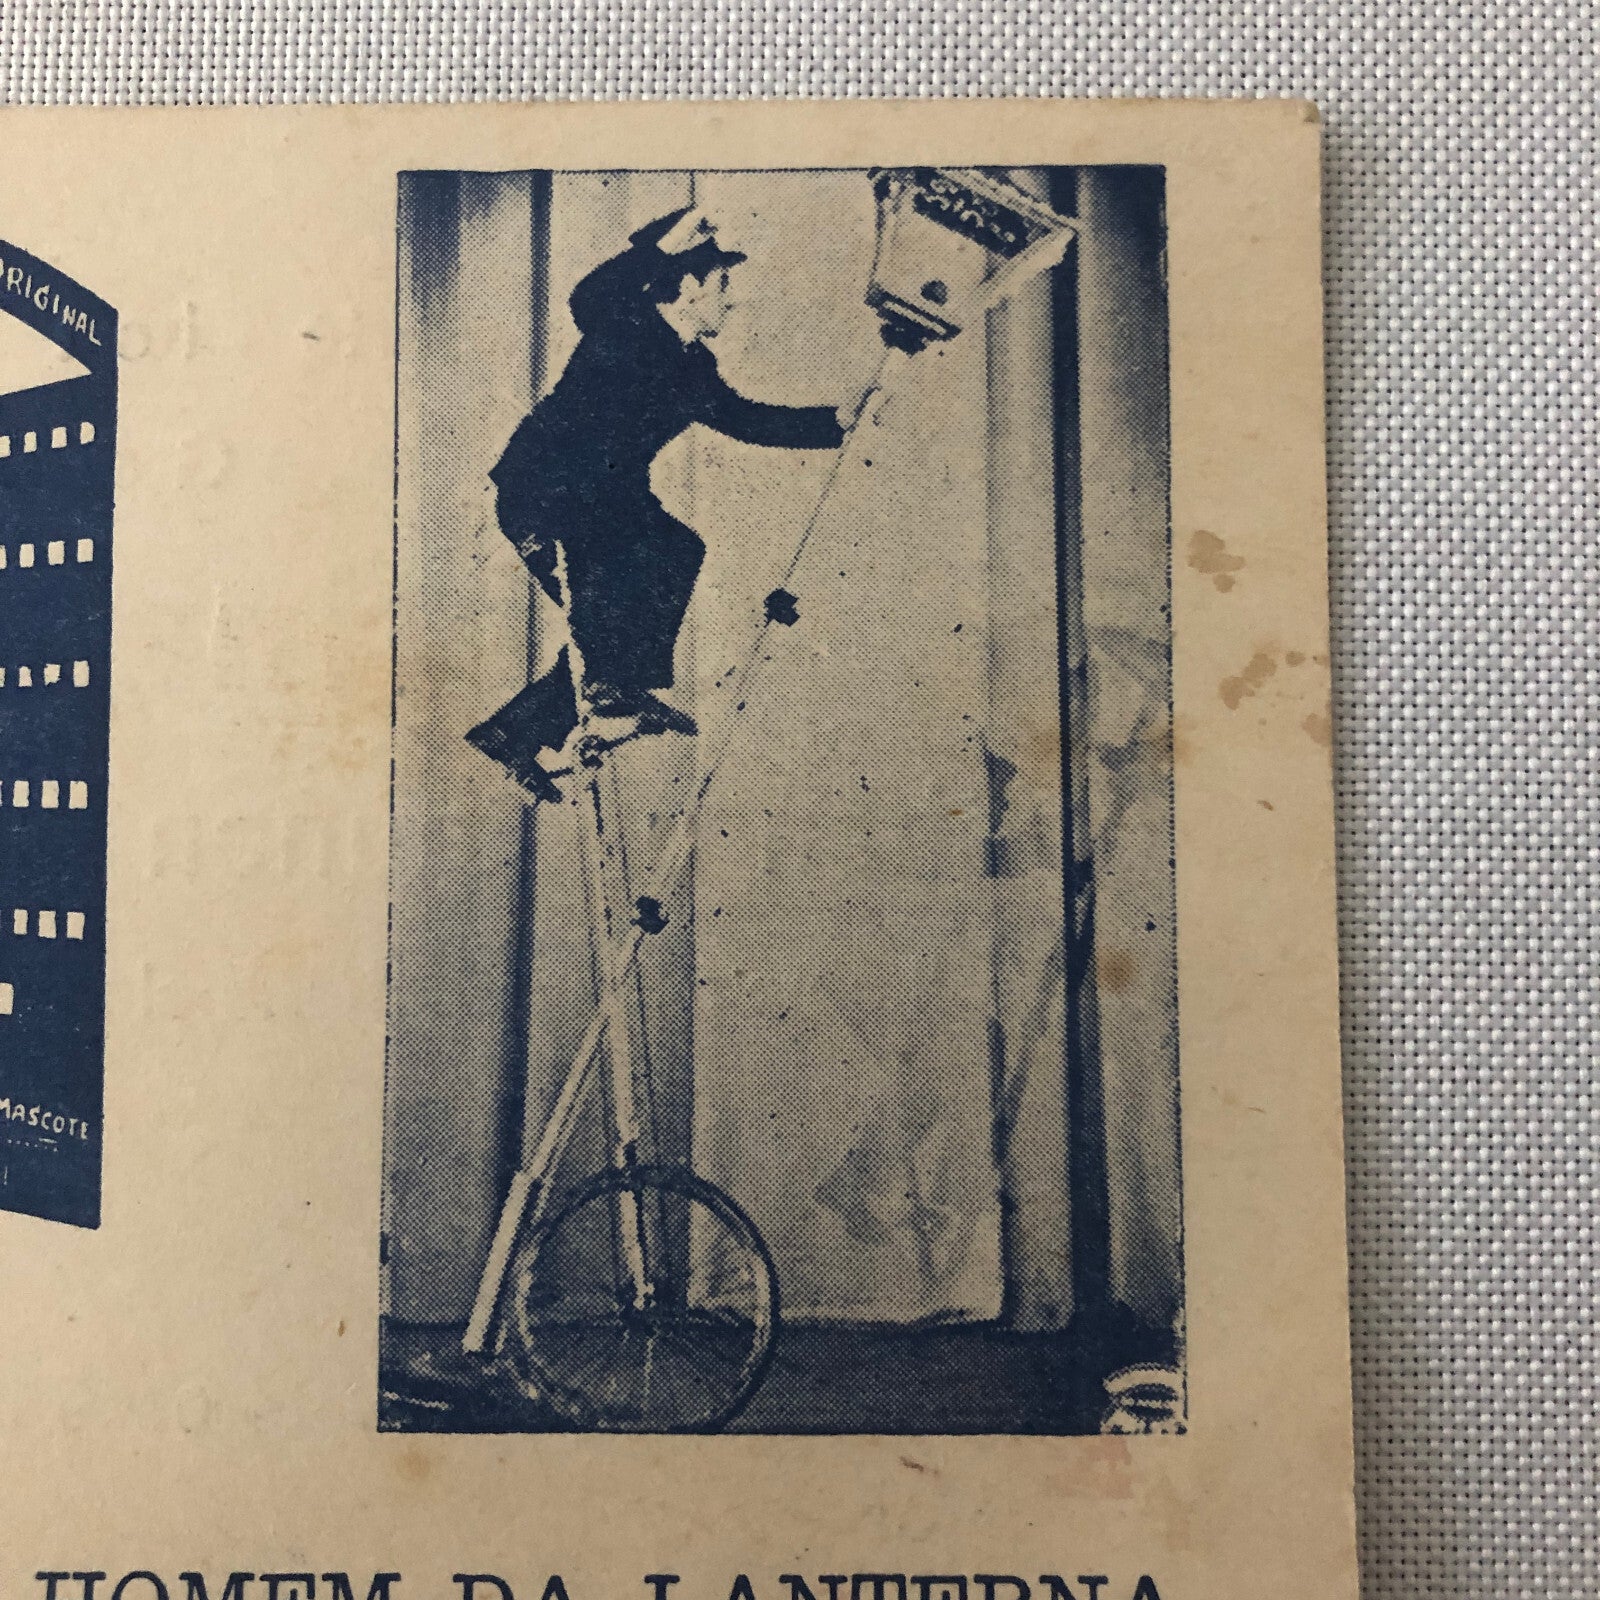 ORIGINAL
MASCOTE
HOMEM DA LANTERNA